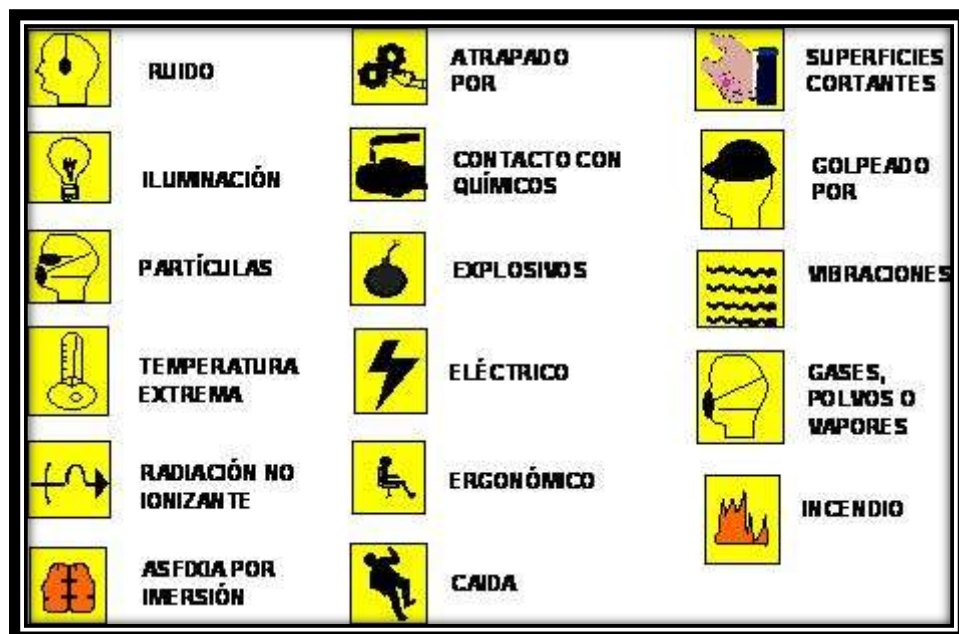 RUIDO
ILUMINACIÓN
PARTÍCULAS
TEMPERATURA
EXTREMA
RADIACIÓN NO
IONIZANTE
ASFIXIA POR
IMERSIÓN
ATRAPADO
POR
CONTACTO CON
QUÍMICOS
EXPLOSIVOS
ELÉCTRICO
ERGONÓMICO
CAIDA
SUPERFICIES
CORTANTES
GOLPEADO
POR
VIBRACIONES
GASES,
POLVOS O
VAPORES
INCENDIO